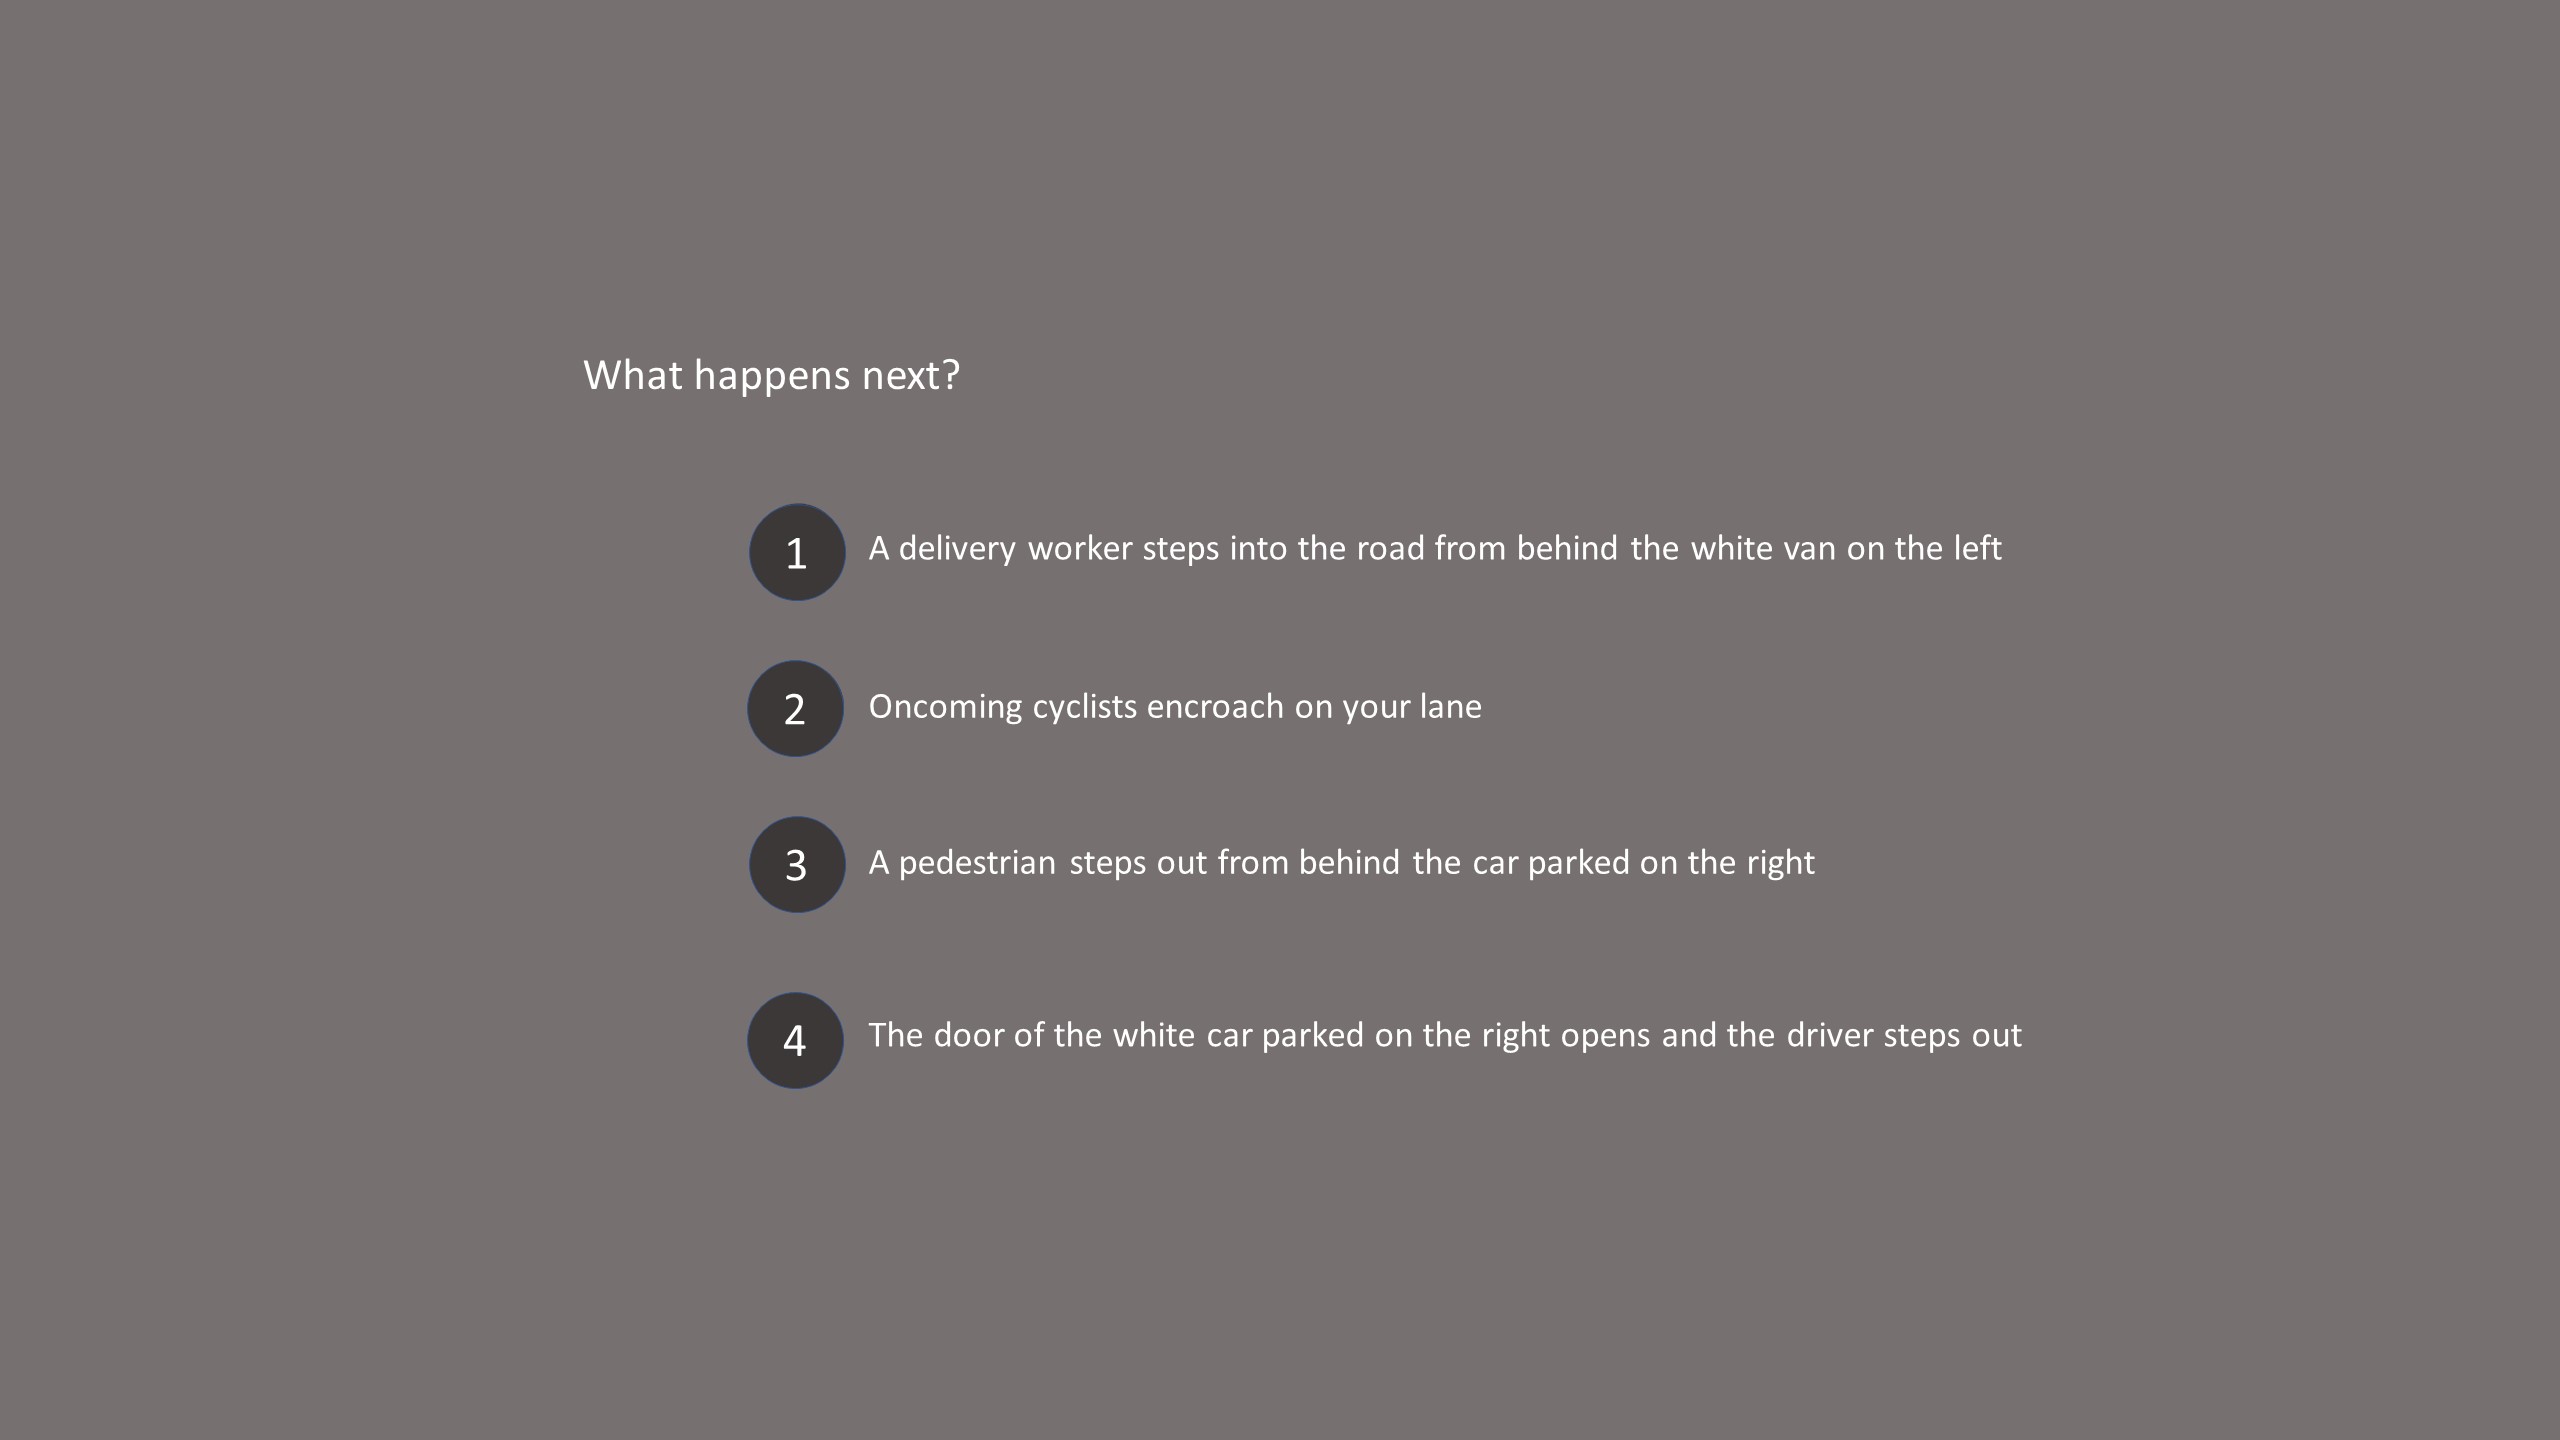 What happens next?
1 A delivery worker steps into the road from behind the white van on the left
2 Oncoming cyclists encroach on your lane
3 A pedestrian steps out from behind the car parked on the right
4 The door of the white car parked on the right opens and the driver steps out